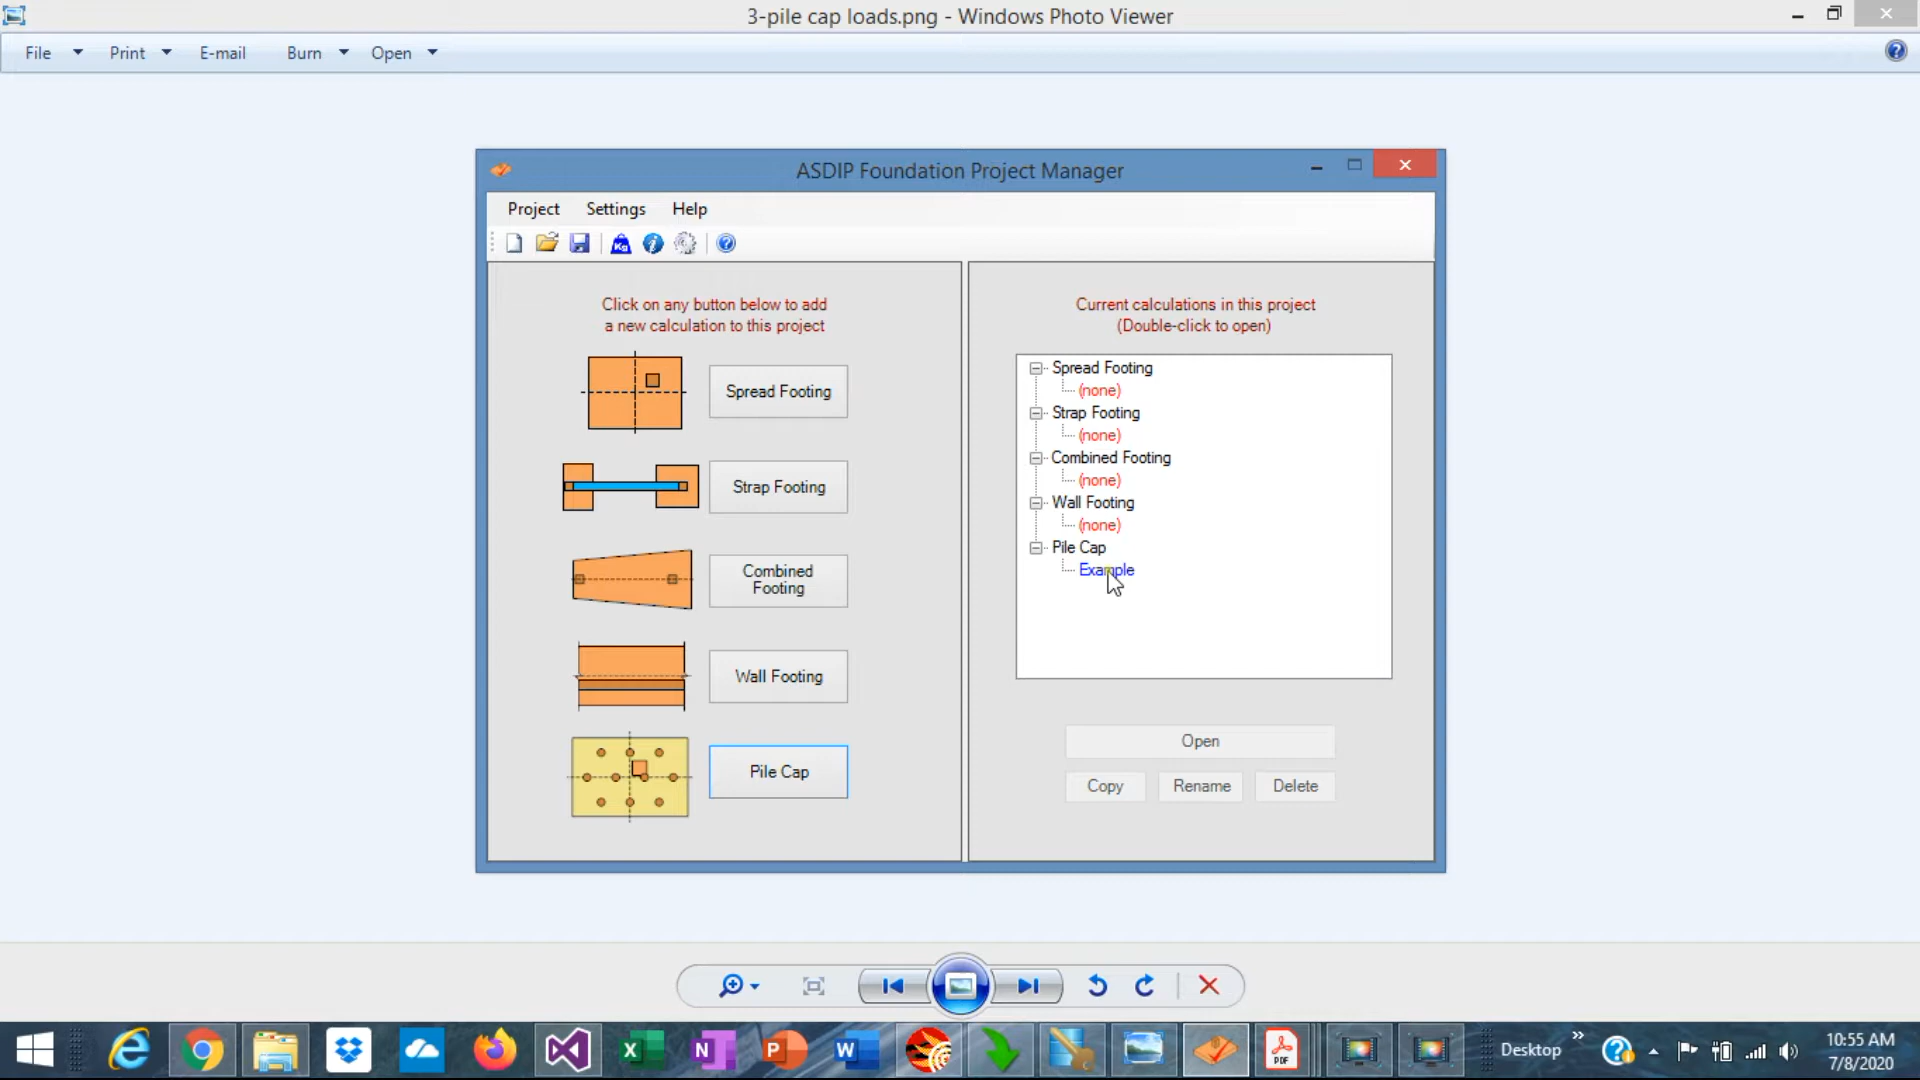 3-pile cap loads.png - Windows Photo Viewer
File Print E-mail Burn Open
ASDIP Foundation Project Manager
Project Settings Help
Kg
Click on any button below to add
a new calculation to this project
Spread Footing
Strap Footing
Combined
Footing
Wall Footing
Pile Cap
Current calculations in this project
(Double-click to open)
Spread Footing
(none)
Strap Footing
(none)
Combined Footing
(none)
Wall Footing
(none)
Pile Cap
Example
Open
Copy Rename Delete
PDF
Desktop
10:55 AM
7/8/2020